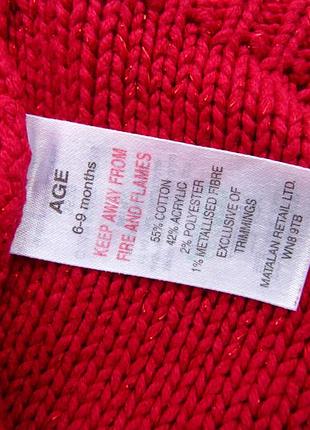 AGE
6-9 months
KEEP AWAY FROM
FIRE AND FLAMES
55% COTTON
42% ACRYLIC
2% POLYESTER
1% METALLISED FIBRE
EXCLUSIVE OF
TRIMMINGS
MATALAN RETAIL LTD.
WN8 9TB